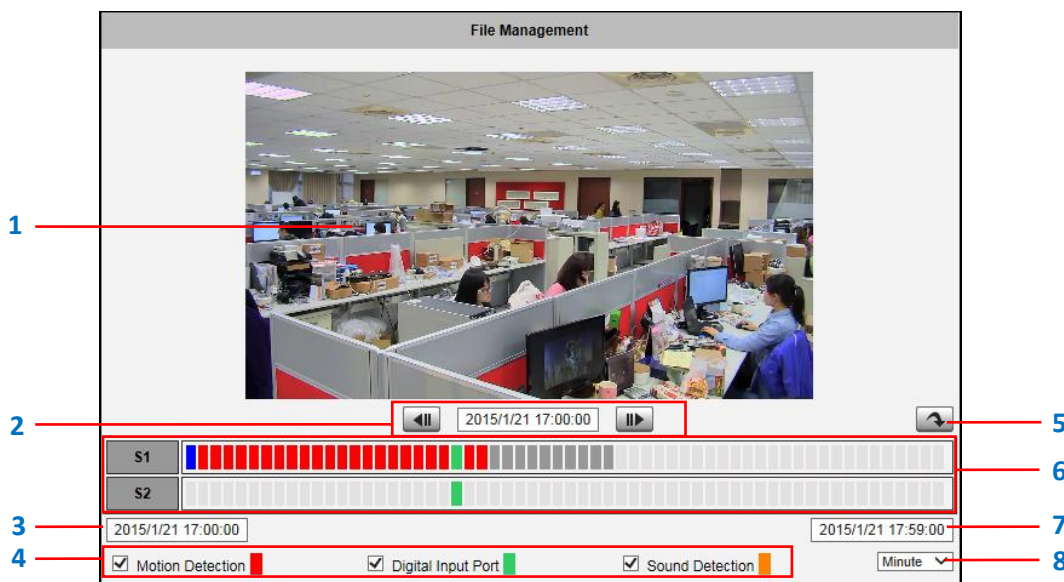 File Management
1
2
2015/1/21 17:00:00
5
S1
6
S2
3
2015/1/21 17:00:00
2015/1/21 17:59:00
7
4
Motion Detection
Digital Input Port
Sound Detection
Minute
8